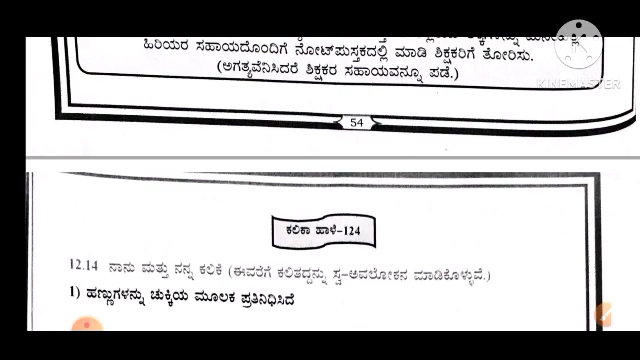 ಹಿರಿಯರ ಸಹಾಯದೊಂದಿಗೆ ನೋಟ್‌ಪುಸ್ತಕದಲ್ಲಿ ಮಾಡಿ ಶಿಕ್ಷಕರಿಗೆ ತೋರಿಸು.
(ಅಗತ್ಯವೆನಿಸಿದರೆ ಶಿಕ್ಷಕರ ಸಹಾಯವನ್ನೂ ಪಡೆ.)
KINEMASTER
54
ಕಲಿಕಾ ಹಾಳೆ-124
12.14 ನಾನು ಮತ್ತು ನನ್ನ ಕಲಿಕೆ (ಈವರೆಗೆ ಕಲಿತದ್ದನ್ನು ಸ್ವ-ಅವಲೋಕನ ಮಾಡಿಕೊಳ್ಳುವೆ.)
1) ಹಣ್ಣುಗಳನ್ನು ಚುಕ್ಕಿಯ ಮೂಲಕ ಪ್ರತಿನಿಧಿಸಿದೆ